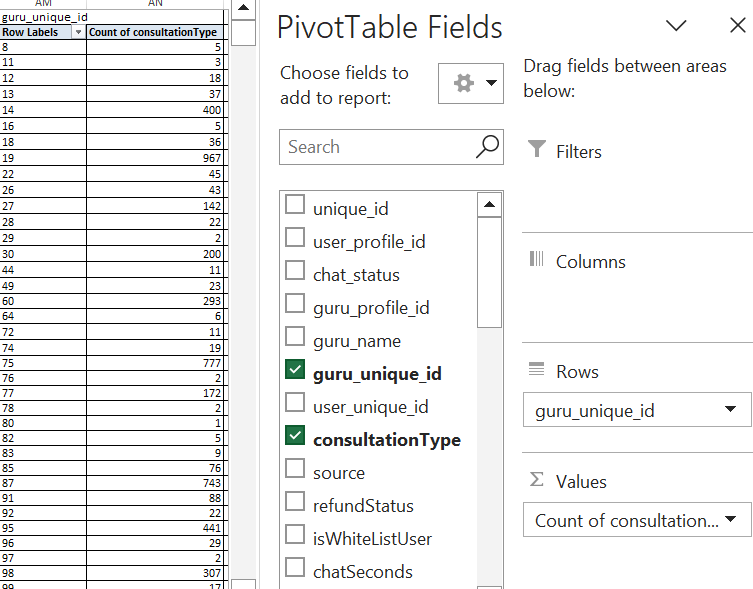 AM AN
guru_unique_id
Row Labels Count of consultationType
8 5
11 3
12 18
13 37
14 400
16 5
18 36
19 967
22 45
26 43
27 142
28 22
29 2
30 200
44 11
49 23
60 293
64 6
72 11
74 19
75 777
76 2
77 172
78 2
80 1
82 5
83 9
85 76
87 743
91 88
92 22
95 441
96 29
97 2
98 307
99 17
PivotTable Fields
Choose fields to
add to report:
Search
unique_id
user_profile_id
chat_status
guru_profile_id
guru_name
guru_unique_id
user_unique_id
consultationType
source
refundStatus
isWhiteListUser
chatSeconds
Drag fields between areas
below:
Filters
Columns
Rows
guru_unique_id
Σ Values
Count of consultation...